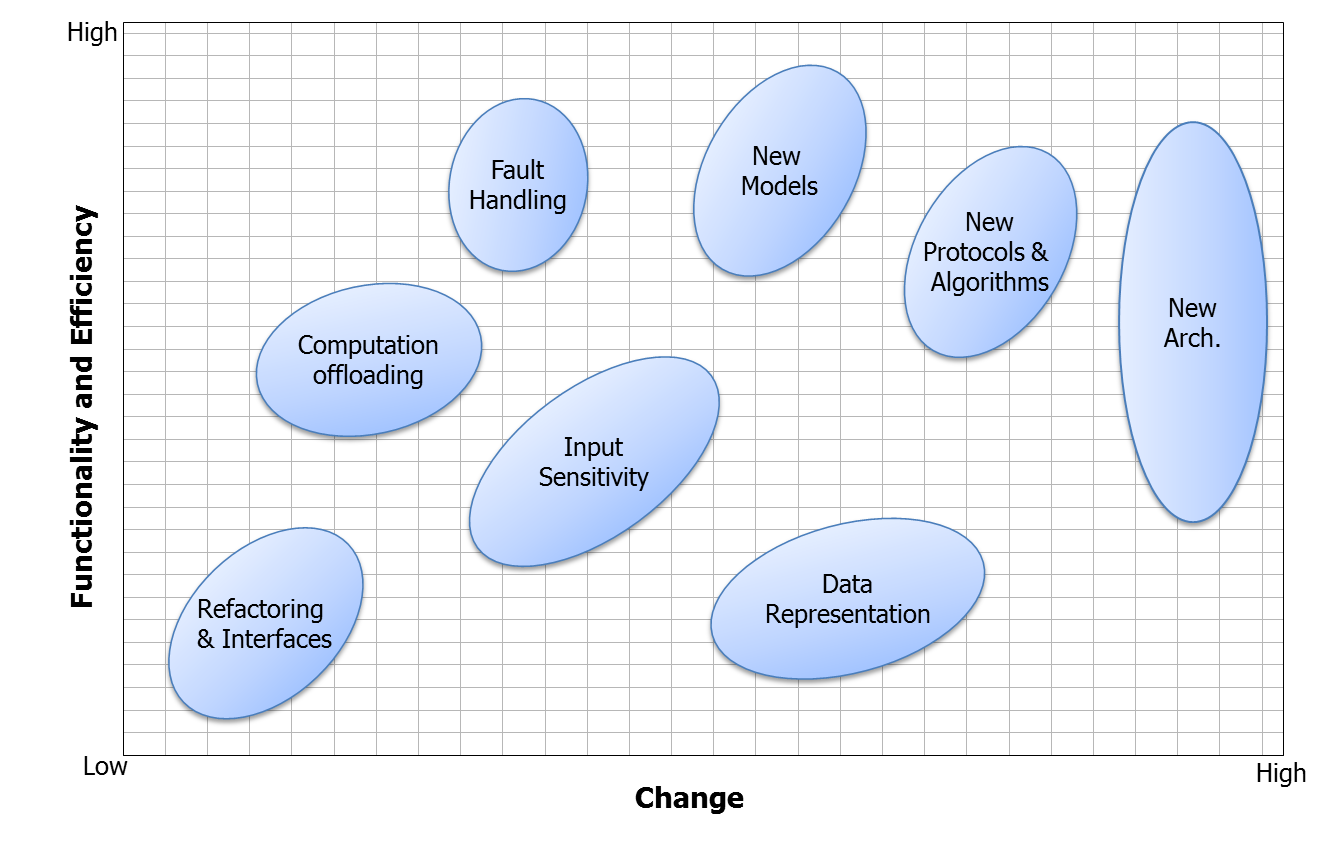 High
Functionality and Efficiency
Fault
Handling
New
Models
New
Protocols &
Algorithms
New
Arch.
Computation
offloading
Input
Sensitivity
Data
Representation
Refactoring
& Interfaces
Low
High
Change